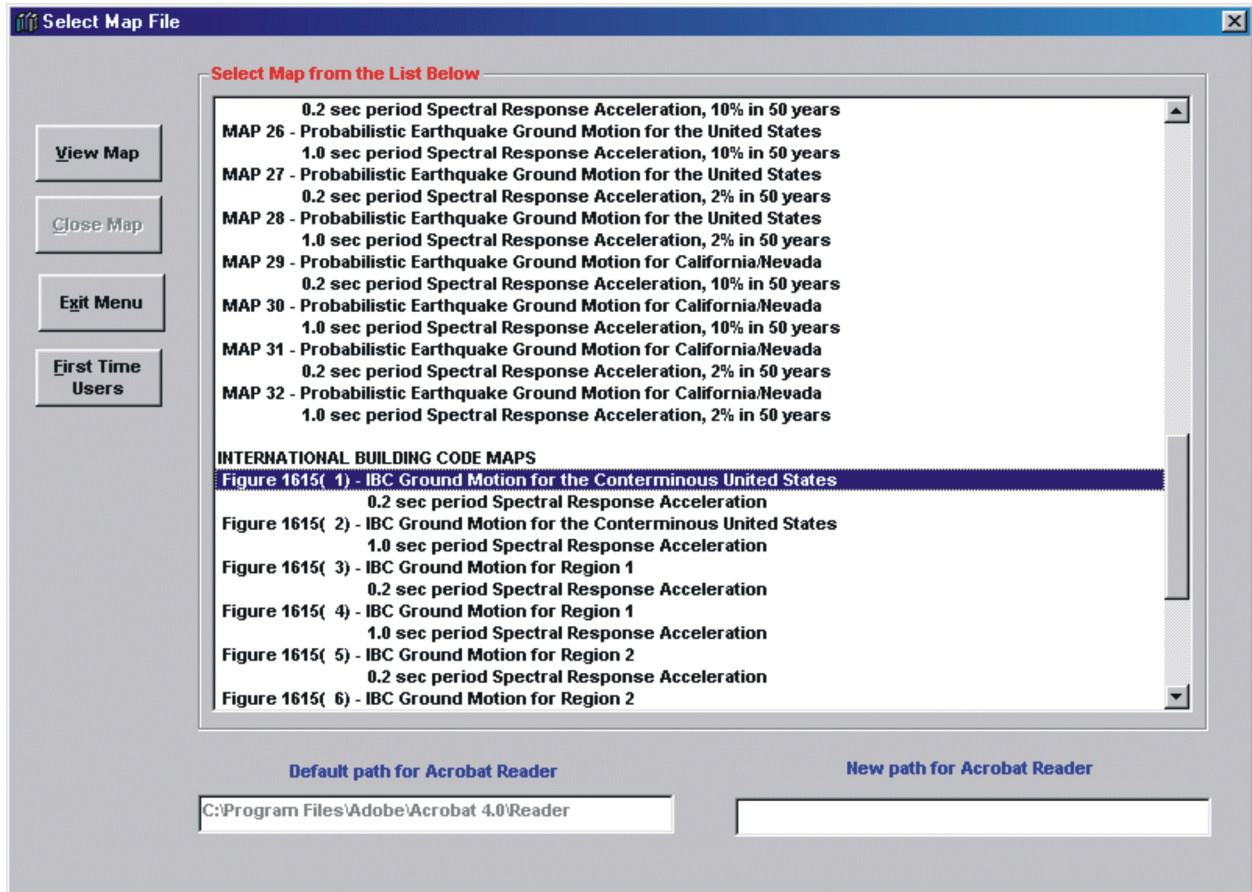 Select Map File
Select Map from the List Below
View Map
Close Map
Exit Menu
First Time
Users
0.2 sec period Spectral Response Acceleration, 10% in 50 years
MAP 26 - Probabilistic Earthquake Ground Motion for the United States
1.0 sec period Spectral Response Acceleration, 10% in 50 years
MAP 27 - Probabilistic Earthquake Ground Motion for the United States
0.2 sec period Spectral Response Acceleration, 2% in 50 years
MAP 28 - Probabilistic Earthquake Ground Motion for the United States
1.0 sec period Spectral Response Acceleration, 2% in 50 years
MAP 29 - Probabilistic Earthquake Ground Motion for California/Nevada
0.2 sec period Spectral Response Acceleration, 10% in 50 years
MAP 30 - Probabilistic Earthquake Ground Motion for California/Nevada
1.0 sec period Spectral Response Acceleration, 10% in 50 years
MAP 31 - Probabilistic Earthquake Ground Motion for California/Nevada
0.2 sec period Spectral Response Acceleration, 2% in 50 years
MAP 32 - Probabilistic Earthquake Ground Motion for California/Nevada
1.0 sec period Spectral Response Acceleration, 2% in 50 years
INTERNATIONAL BUILDING CODE MAPS
Figure 1615( 1) - IBC Ground Motion for the Conterminous United States
0.2 sec period Spectral Response Acceleration
Figure 1615( 2) - IBC Ground Motion for the Conterminous United States
1.0 sec period Spectral Response Acceleration
Figure 1615( 3) - IBC Ground Motion for Region 1
0.2 sec period Spectral Response Acceleration
Figure 1615( 4) - IBC Ground Motion for Region 1
1.0 sec period Spectral Response Acceleration
Figure 1615( 5) - IBC Ground Motion for Region 2
0.2 sec period Spectral Response Acceleration
Figure 1615( 6) - IBC Ground Motion for Region 2
Default path for Acrobat Reader
C:\Program Files\Adobe\Acrobat 4.0\Reader
New path for Acrobat Reader